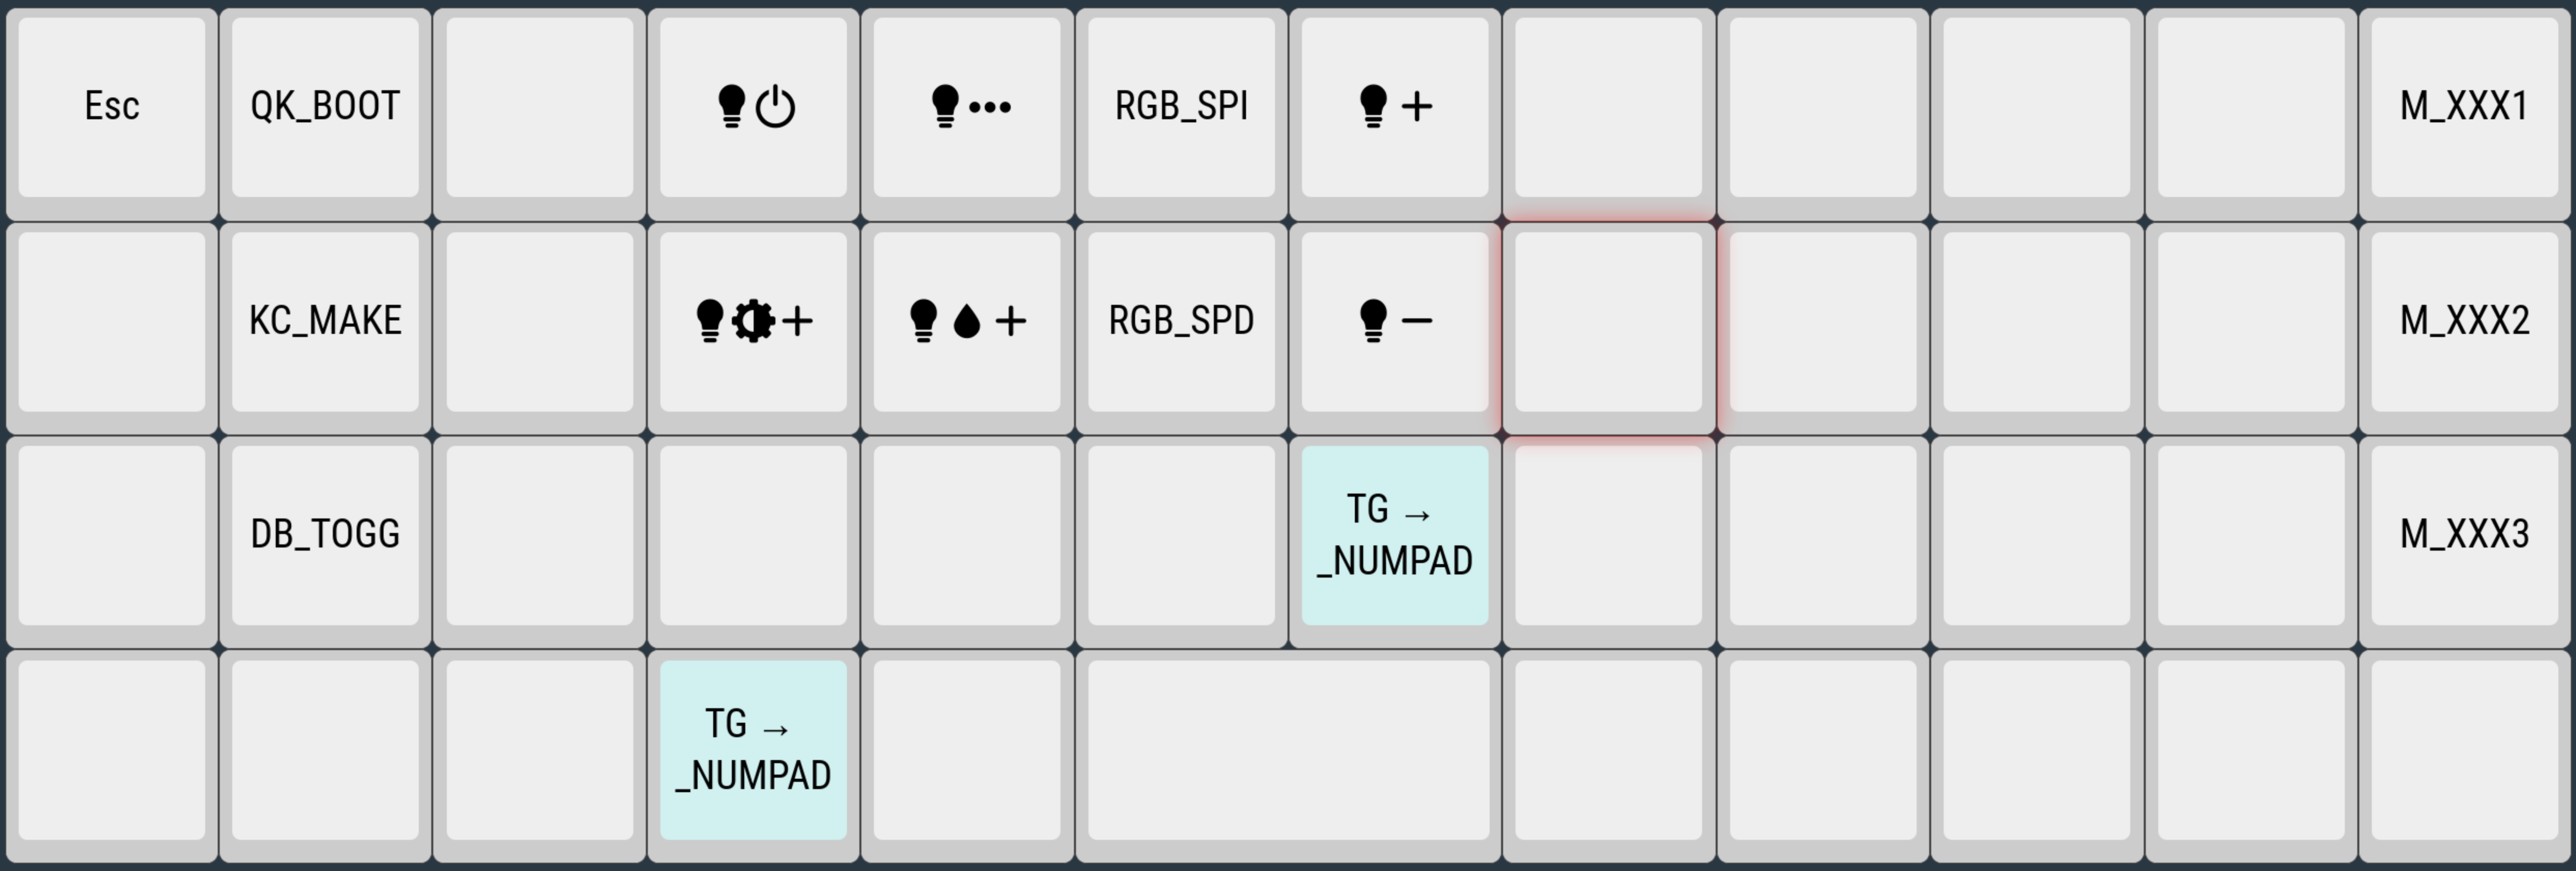 Esc
QK_BOOT
RGB_SPI
+
M_XXX1
KC_MAKE
+
+
RGB_SPD
−
M_XXX2
DB_TOGG
TG →
_NUMPAD
M_XXX3
TG →
_NUMPAD